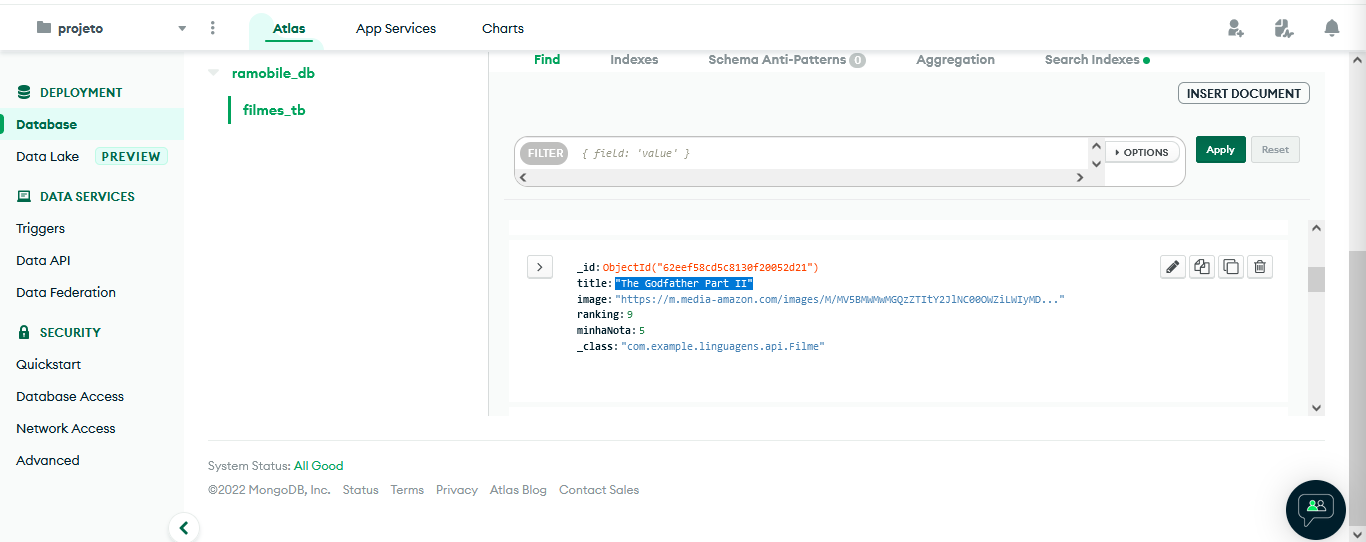 projeto
Atlas
App Services
Charts
DEPLOYMENT
Database
Data Lake PREVIEW
DATA SERVICES
Triggers
Data API
Data Federation
SECURITY
Quickstart
Database Access
Network Access
Advanced
ramobile_db
filmes_tb
Find
Indexes
Schema Anti-Patterns 0
Aggregation
Search Indexes
INSERT DOCUMENT
FILTER { field: 'value' }
OPTIONS
Apply
Reset
_id: ObjectId("62eef58cd5c8130f20052d21")
title: "The Godfather Part II"
image: "https://m.media-amazon.com/images/M/MV5BMWMwMGQzZTItY2JlNC00OWZiLWIyMD..."
ranking: 9
minhaNota: 5
_class: "com.example.linguagens.api.Filme"
System Status: All Good
©2022 MongoDB, Inc. Status Terms Privacy Atlas Blog Contact Sales